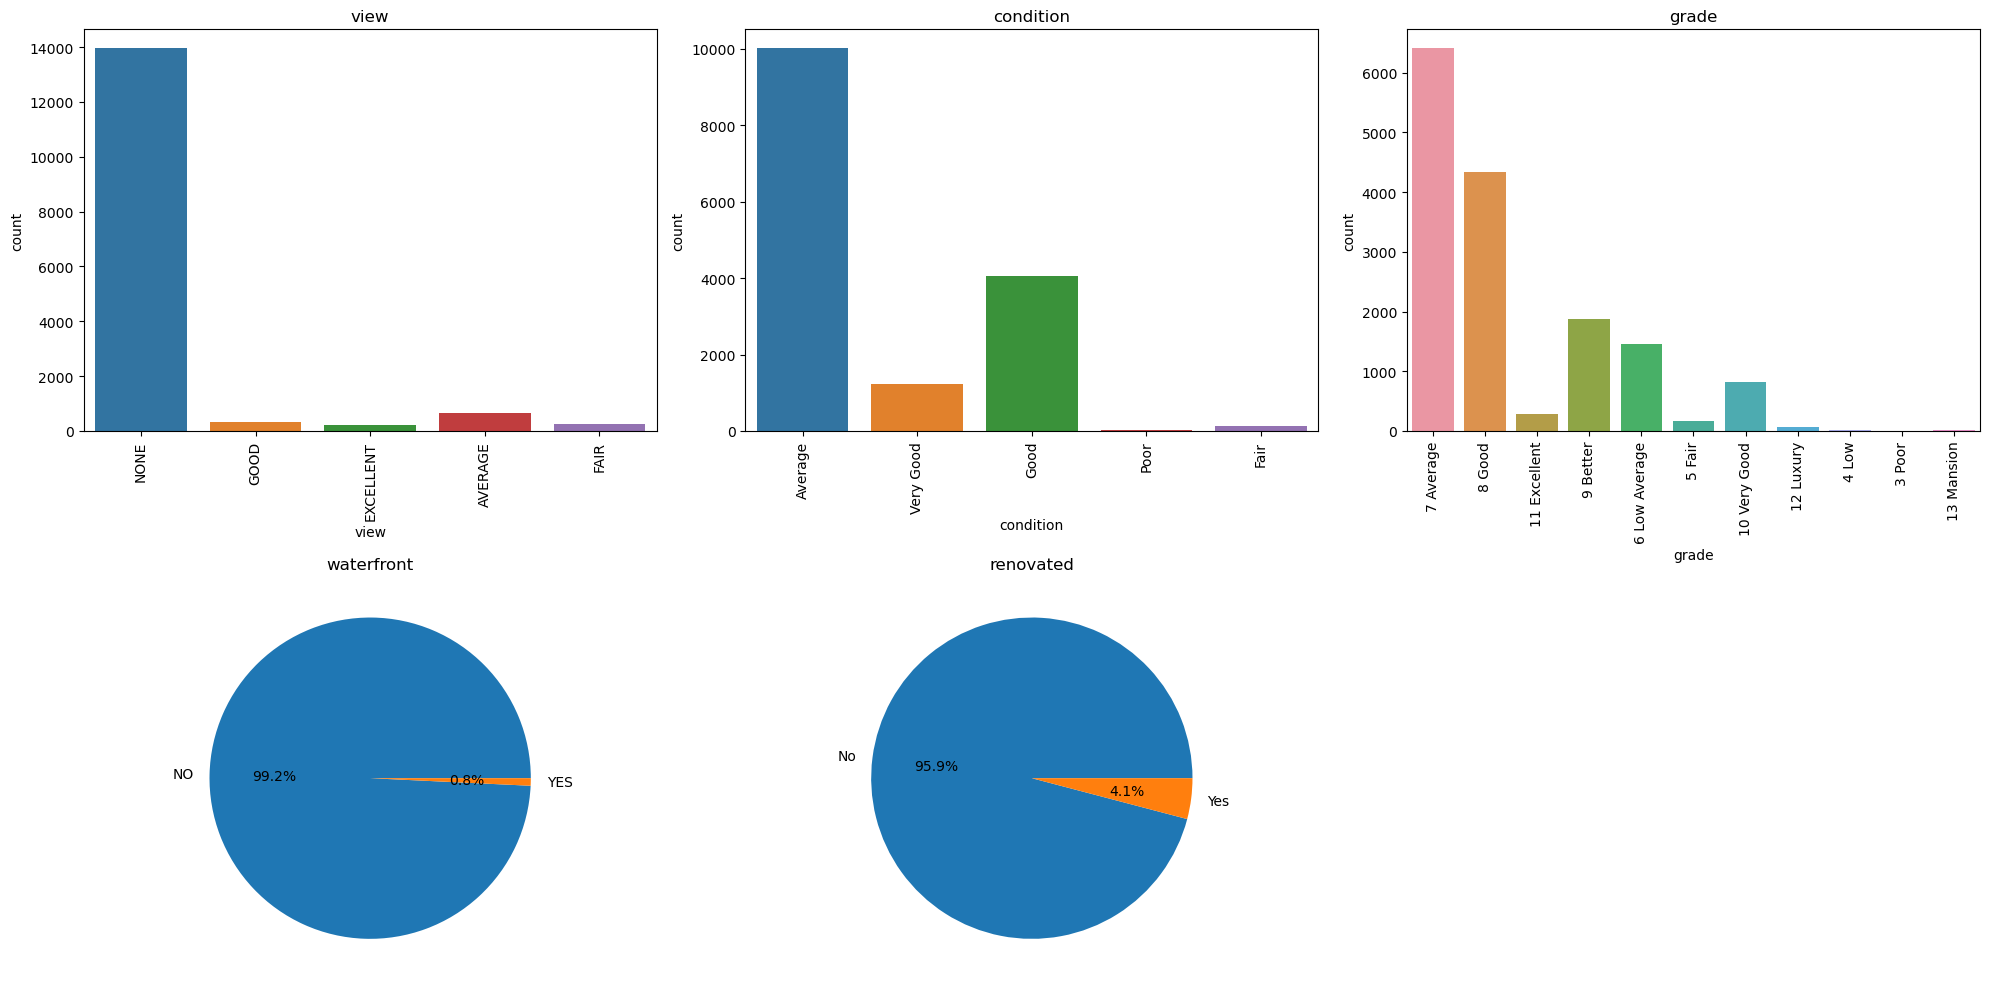 view
14000
12000
10000
8000
6000
4000
2000
0
count
NONE
GOOD
EXCELLENT
AVERAGE
FAIR
view
condition
10000
8000
6000
4000
2000
0
count
Average
Very Good
Good
Poor
Fair
condition
grade
6000
5000
4000
3000
2000
1000
0
count
7 Average
8 Good
11 Excellent
9 Better
6 Low Average
5 Fair
10 Very Good
12 Luxury
4 Low
3 Poor
13 Mansion
grade
waterfront
NO
99.2%
0.8%
YES
renovated
No
95.9%
4.1%
Yes